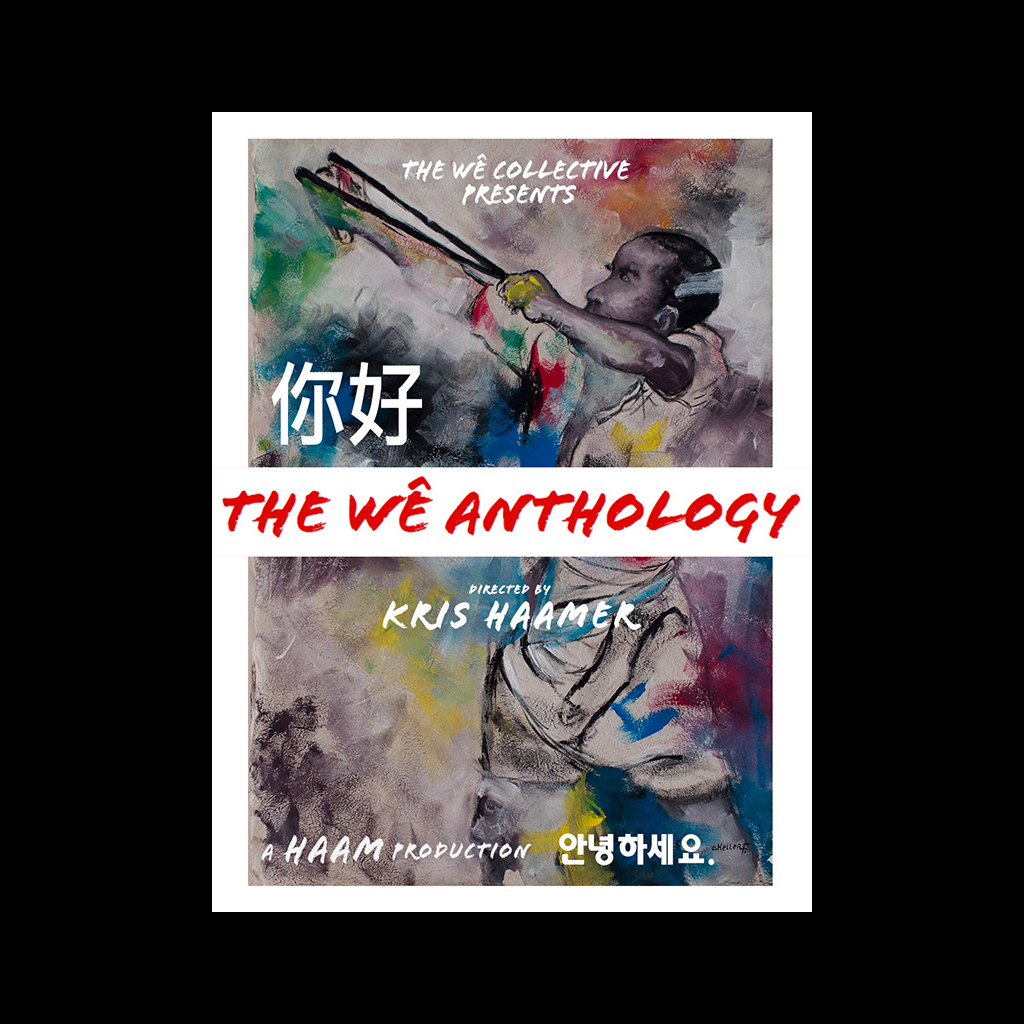 THE WÊ COLLECTIVE
PRESENTS
你好
THE WÊ ANTHOLOGY
DIRECTED BY
KRIS HAAMER
A HAAM PRODUCTION
안녕하세요.